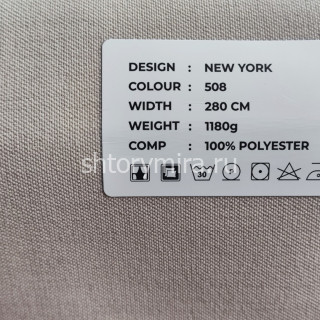 DESIGN : NEW YORK
COLOUR : 508
WIDTH : 280 CM
WEIGHT : 1180g
COMP : 100% POLYESTER
shtorymira.ru
30